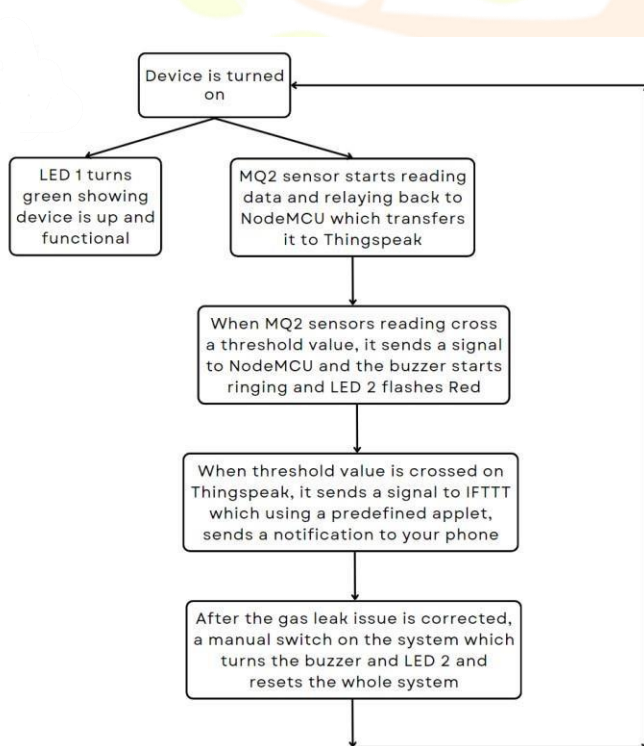 Device is turned
on
LED 1 turns
green showing
device is up and
functional
MQ2 sensor starts reading
data and relaying back to
NodeMCU which transfers
it to Thingspeak
When MQ2 sensors reading cross
a threshold value, it sends a signal
to NodeMCU and the buzzer starts
ringing and LED 2 flashes Red
When threshold value is crossed on
Thingspeak, it sends a signal to IFTTT
which using a predefined applet,
sends a notification to your phone
After the gas leak issue is corrected,
a manual switch on the system which
turns the buzzer and LED 2 and
resets the whole system